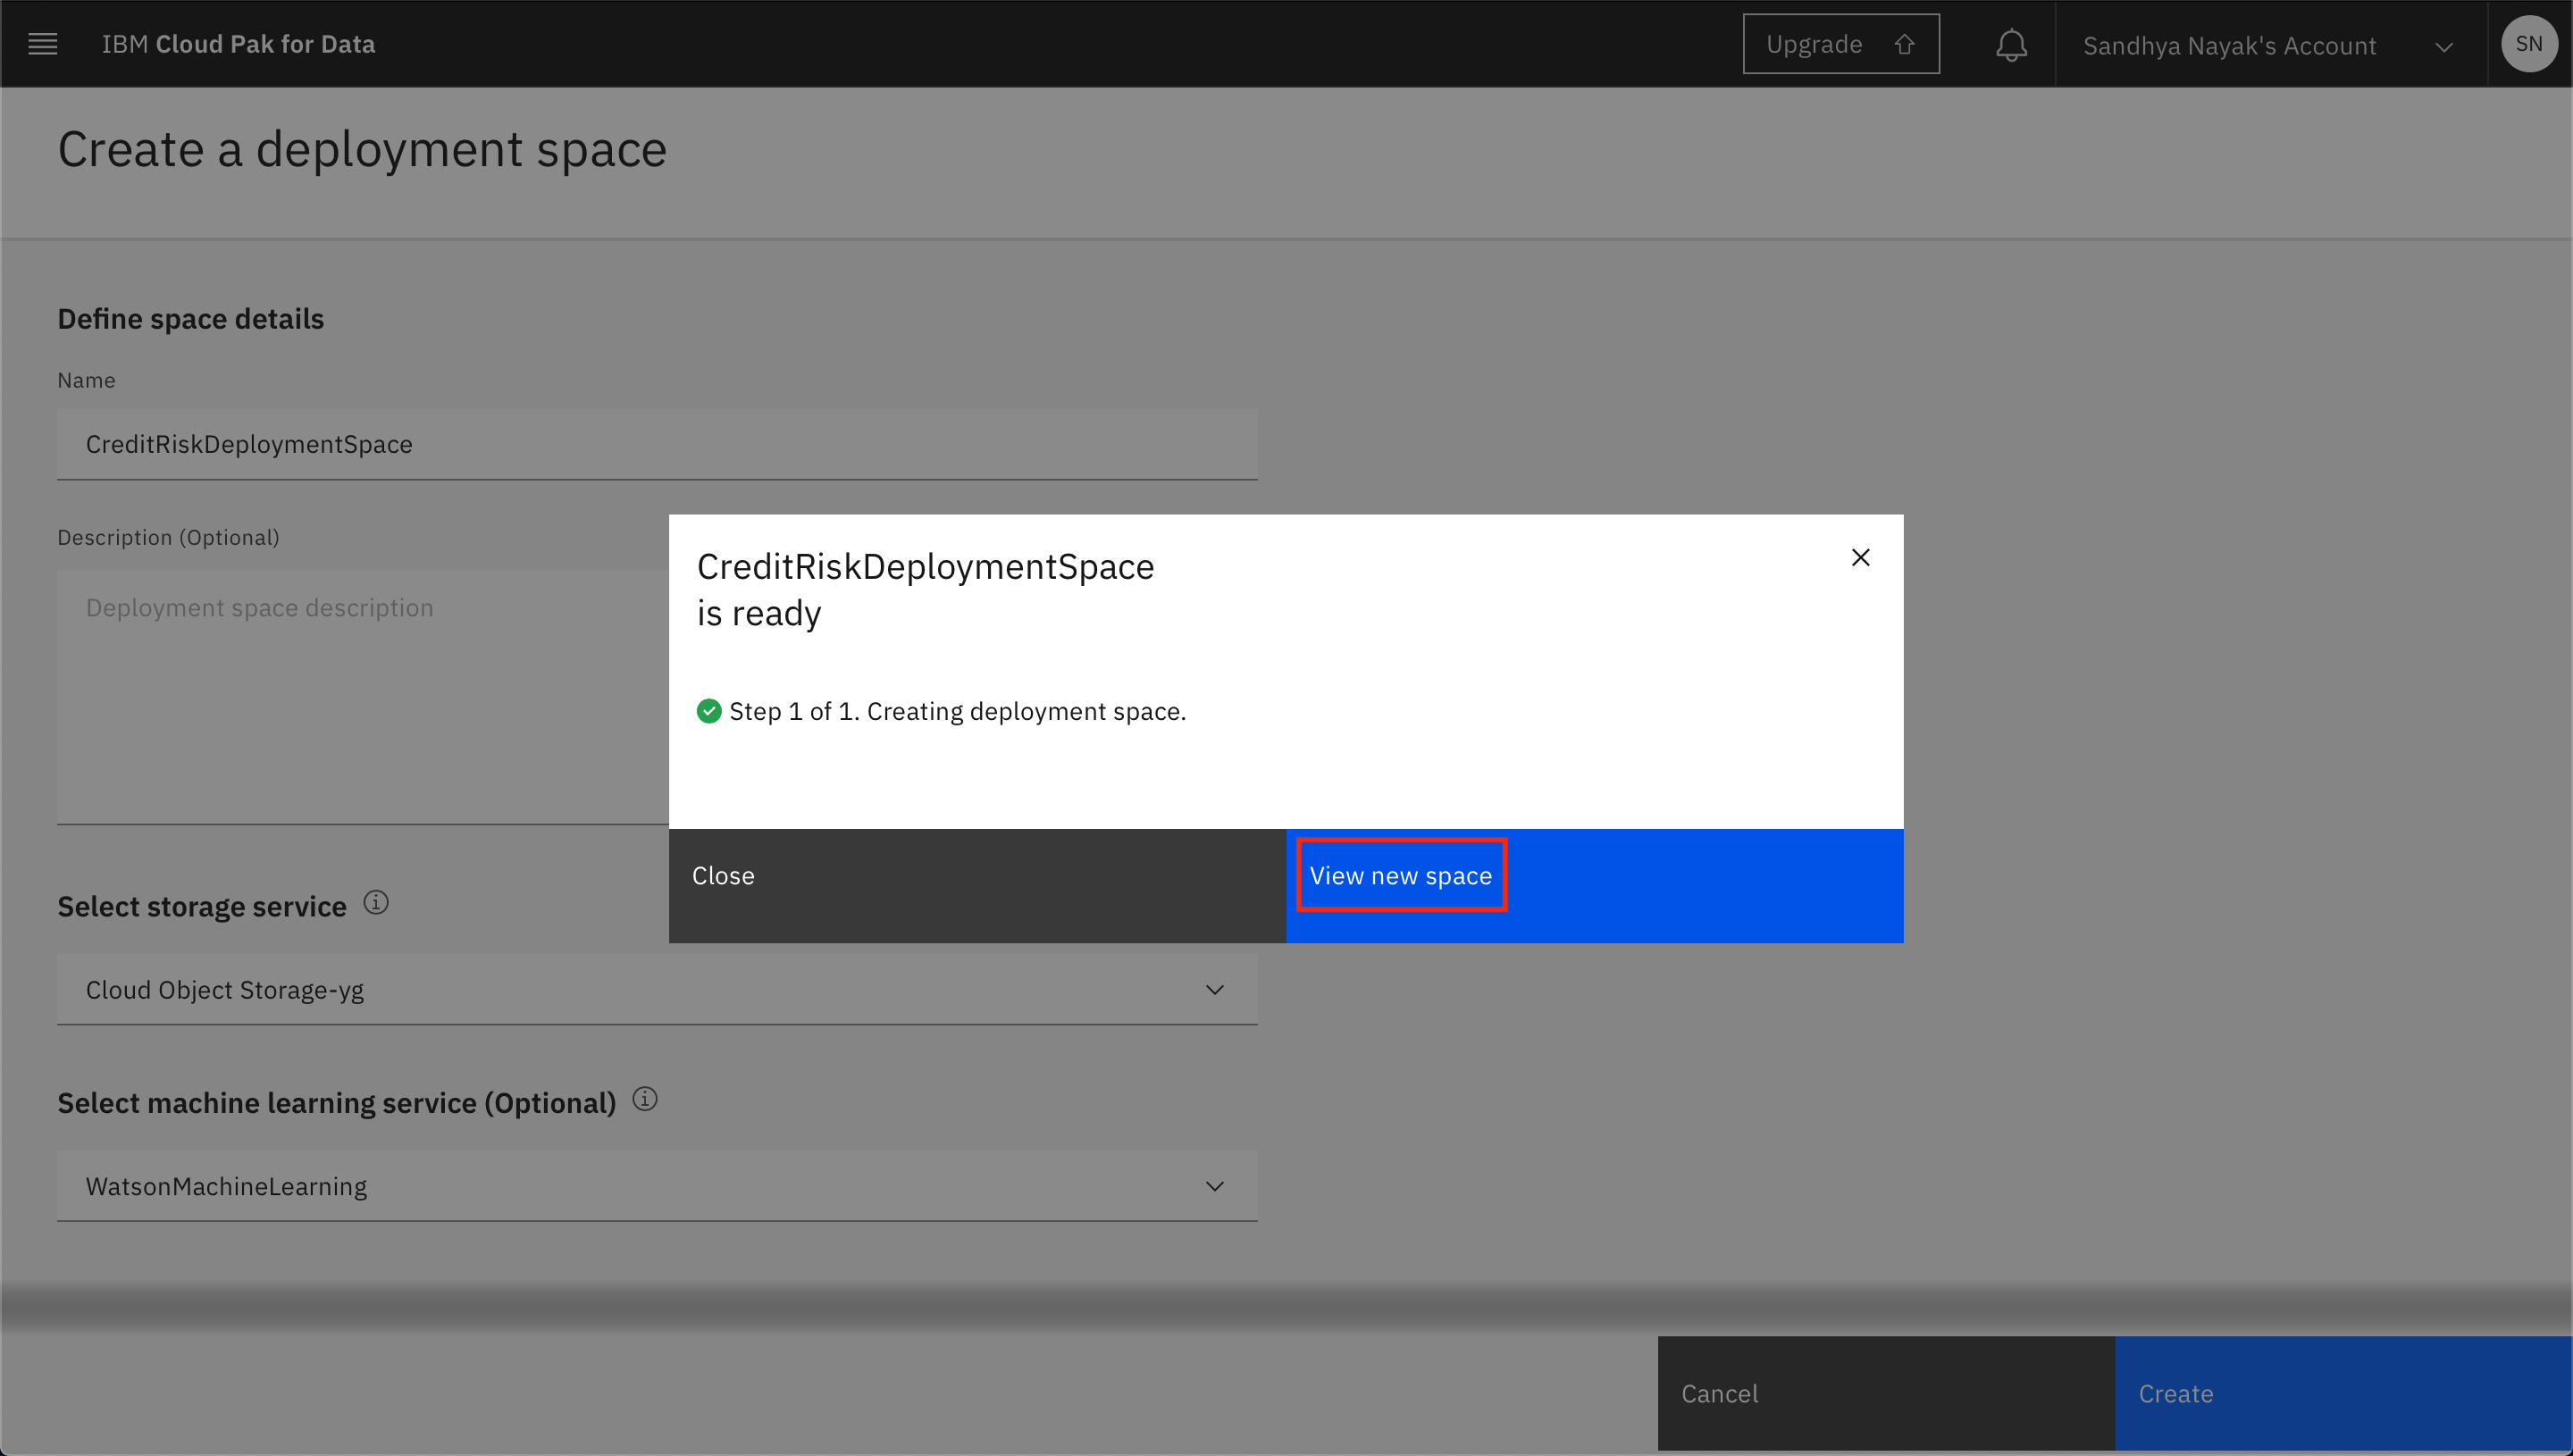 IBM Cloud Pak for Data
Upgrade
Sandhya Nayak's Account
SN
Create a deployment space
Define space details
Name
CreditRiskDeploymentSpace
Description (Optional)
Deployment space description
CreditRiskDeploymentSpace
is ready
Step 1 of 1. Creating deployment space.
Close
View new space
Select storage service
Cloud Object Storage-yg
Select machine learning service (Optional)
WatsonMachineLearning
Cancel
Create